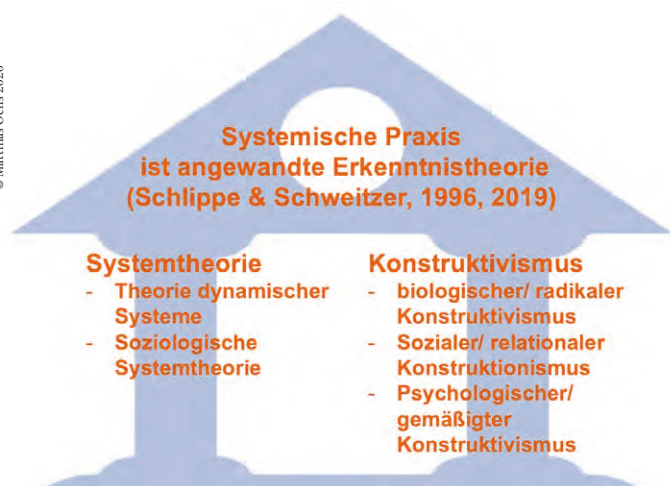 © Matthias Ochs 2020
Systemische Praxis
ist angewandte Erkenntnistheorie
(Schlippe & Schweitzer, 1996, 2019)
Systemtheorie
- Theorie dynamischer
Systeme
- Soziologische
Systemtheorie
Konstruktivismus
- biologischer/ radikaler
Konstruktivismus
- Sozialer/ relationaler
Konstruktionismus
- Psychologischer/
gemäßigter
Konstruktivismus